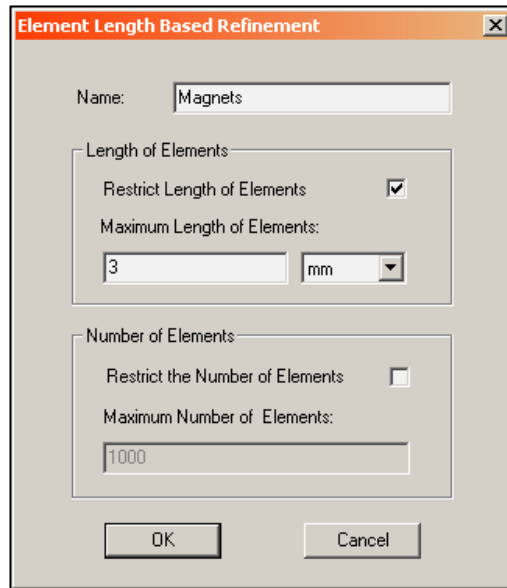 Element Length Based Refinement
Name: Magnets
Length of Elements
Restrict Length of Elements
Maximum Length of Elements:
3 mm
Number of Elements
Restrict the Number of Elements
Maximum Number of Elements:
1000
OK Cancel